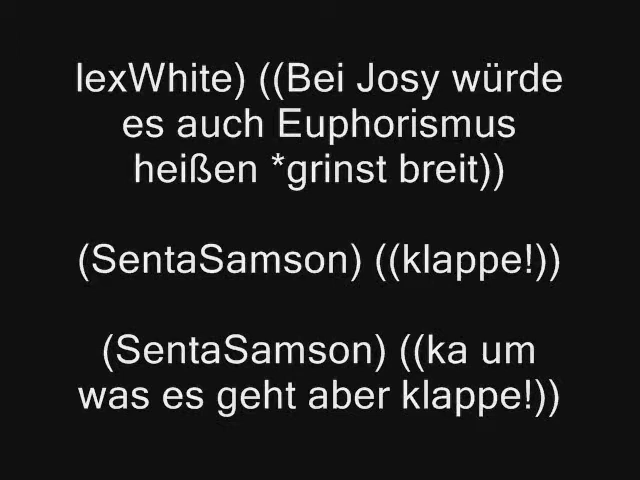 lexWhite) ((Bei Josy würde
es auch Euphorismus
heißen *grinst breit))
(SentaSamson) ((klappe!))
(SentaSamson) ((ka um
was es geht aber klappe!))